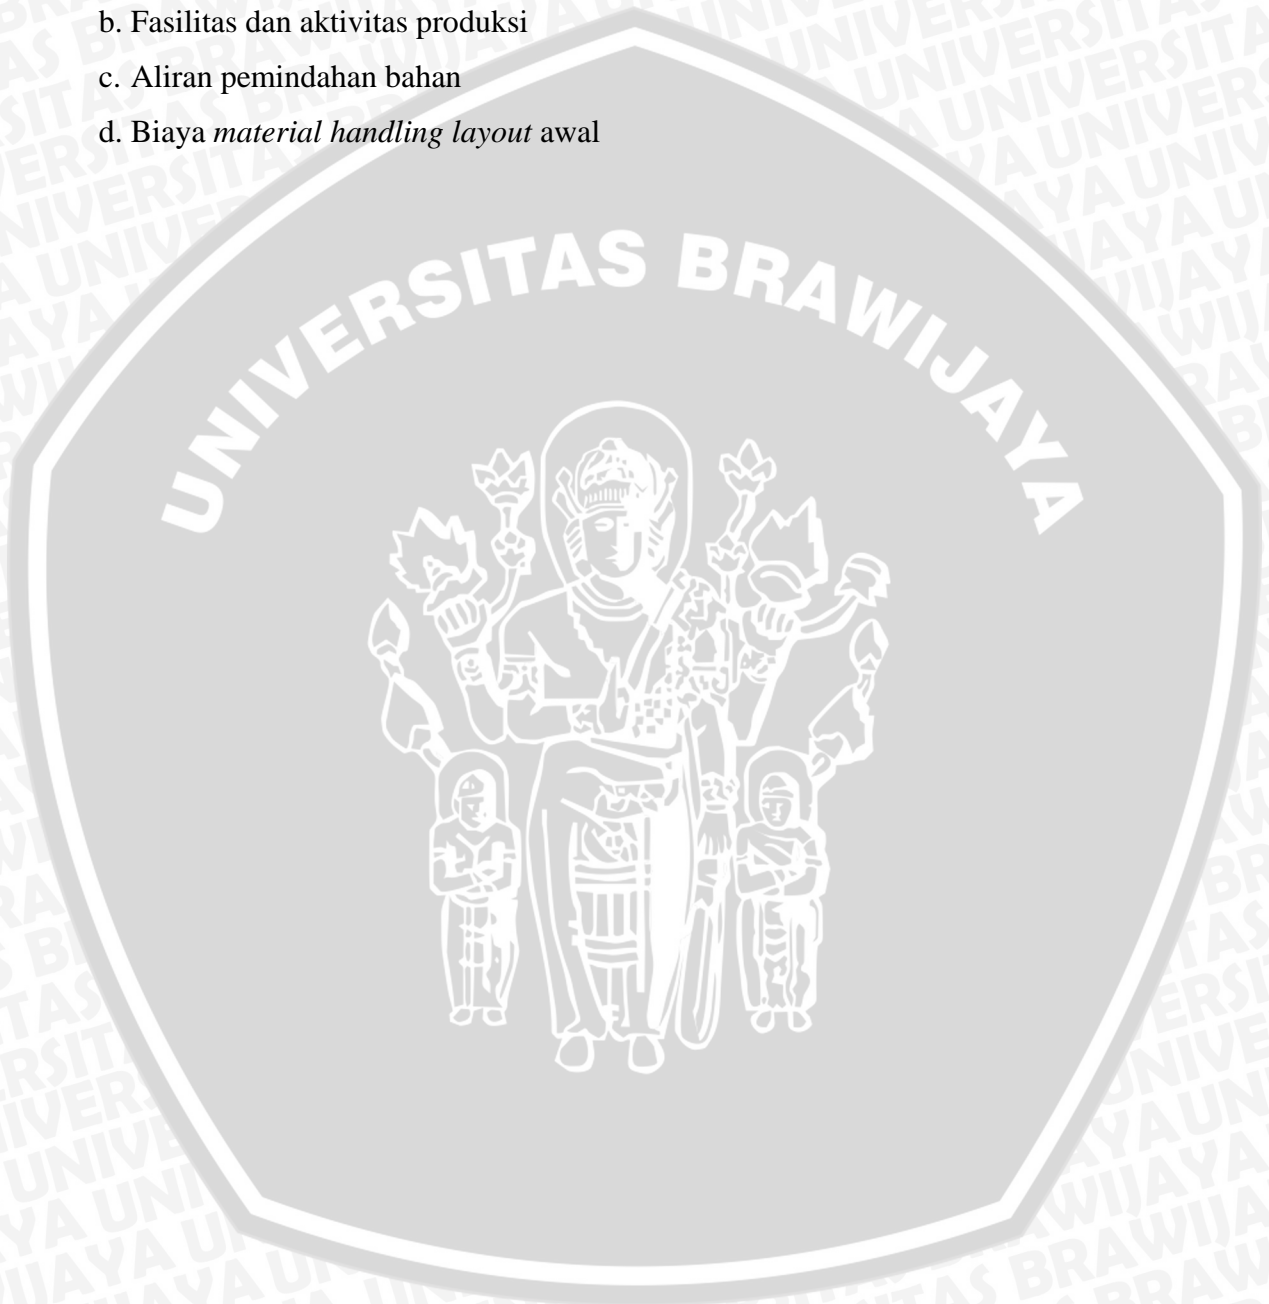 b. Fasilitas dan aktivitas produksi
c. Aliran pemindahan bahan
d. Biaya material handling layout awal
UNIVERSITAS BRAWIJAYA